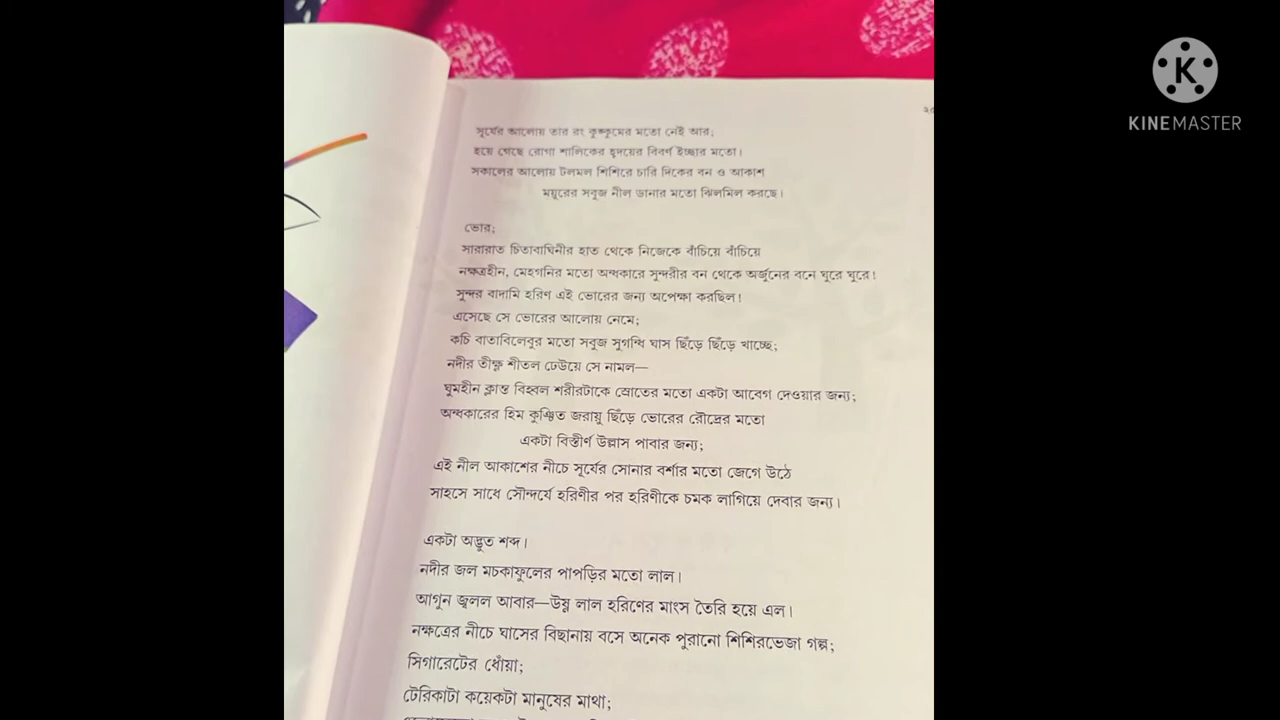 ২৫
সূর্যের আলোয় তার রং কুঙ্কুমের মতো নেই আর;
হয়ে গেছে রোগা শালিকের হৃদয়ের বিবর্ণ ইচ্ছার মতো।
সকালের আলোয় টলমল শিশিরে চারি দিকের বন ও আকাশ
ময়ূরের সবুজ নীল ডানার মতো ঝিলমিল করছে।
ভোর;
সারারাত চিতাবাঘিনীর হাত থেকে নিজেকে বাঁচিয়ে বাঁচিয়ে
নক্ষত্রহীন, মেহগনির মতো অন্ধকারে সুন্দরীর বন থেকে অর্জুনের বনে ঘুরে ঘুরে!
সুন্দর বাদামি হরিণ এই ভোরের জন্য অপেক্ষা করছিল!
এসেছে সে ভোরের আলোয় নেমে;
কচি বাতাবিলেবুর মতো সবুজ সুগন্ধি ঘাস ছিঁড়ে ছিঁড়ে খাচ্ছে;
নদীর তীক্ষ্ণ শীতল ঢেউয়ে সে নামল—
ঘুমহীন ক্লান্ত বিহ্বল শরীরটাকে স্রোতের মতো একটা আবেগ দেওয়ার জন্য;
অন্ধকারের হিম কুঞ্চিত জরায়ু ছিঁড়ে ভোরের রৌদ্রের মতো
একটা বিস্তীর্ণ উল্লাস পাবার জন্য;
এই নীল আকাশের নীচে সূর্যের সোনার বর্শার মতো জেগে উঠে
সাহসে সাধে সৌন্দর্যে হরিণীর পর হরিণীকে চমক লাগিয়ে দেবার জন্য।
একটা অদ্ভুত শব্দ।
নদীর জল মচকাফুলের পাপড়ির মতো লাল।
আগুন জ্বলল আবার—উষ্ণ লাল হরিণের মাংস তৈরি হয়ে এল।
নক্ষত্রের নীচে ঘাসের বিছানায় বসে অনেক পুরানো শিশিরভেজা গল্প;
সিগারেটের ধোঁয়া;
টেরিকাটা কয়েকটা মানুষের মাথা;
K
KINEMASTER